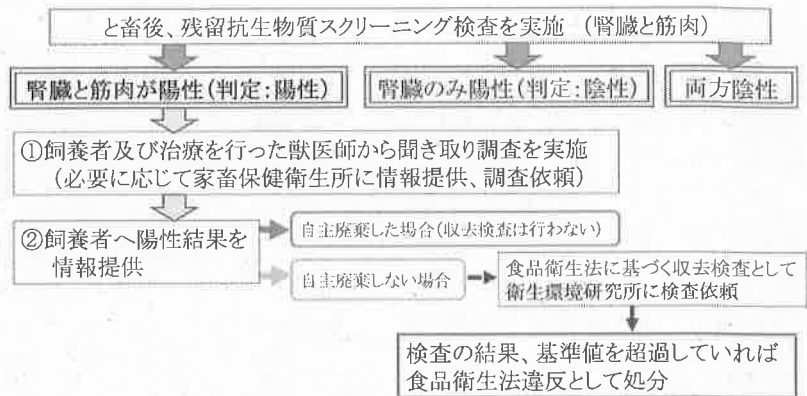 と畜後、残留抗生物質スクリーニング検査を実施 (腎臓と筋肉)
腎臓と筋肉が陽性(判定:陽性)
腎臓のみ陽性(判定:陰性)
両方陰性
①飼養者及び治療を行った獣医師から聞き取り調査を実施
(必要に応じて家畜保健衛生所に情報提供、調査依頼)
②飼養者へ陽性結果を
情報提供
自主廃棄した場合(収去検査は行わない)
自主廃棄しない場合
食品衛生法に基づく収去検査として
衛生環境研究所に検査依頼
検査の結果、基準値を超過していれば
食品衛生法違反として処分